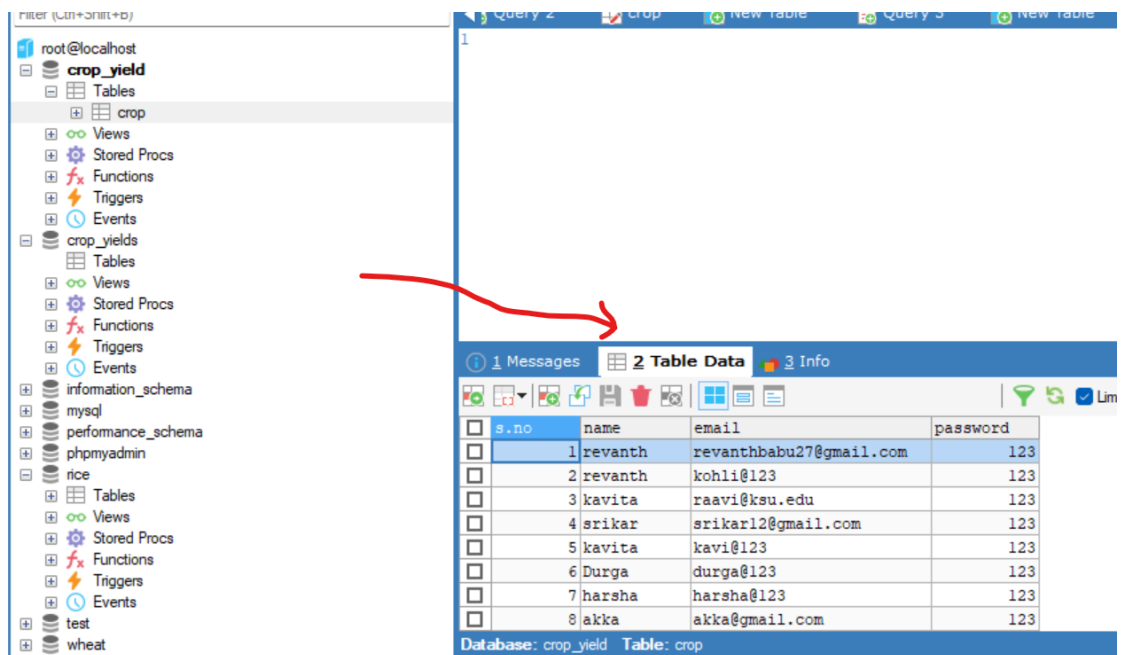 Filter (Ctrl+Shift+B)
root@localhost
crop_yield
Tables
crop
Views
Stored Procs
Functions
Triggers
Events
crop_yields
Tables
Views
Stored Procs
Functions
Triggers
Events
information_schema
mysql
performance_schema
phpmyadmin
rice
Tables
Views
Stored Procs
Functions
Triggers
Events
test
wheat
Query 2 crop New Table Query 3 New Table
1
1 Messages 2 Table Data 3 Info
Lim
s.no name email password
1 revanth revanthbabu27@gmail.com 123
2 revanth kohli@123 123
3 kavita raavi@ksu.edu 123
4 srikar srikar12@gmail.com 123
5 kavita kavi@123 123
6 Durga durga@123 123
7 harsha harsha@123 123
8 akka akka@gmail.com 123
Database: crop_yield Table: crop